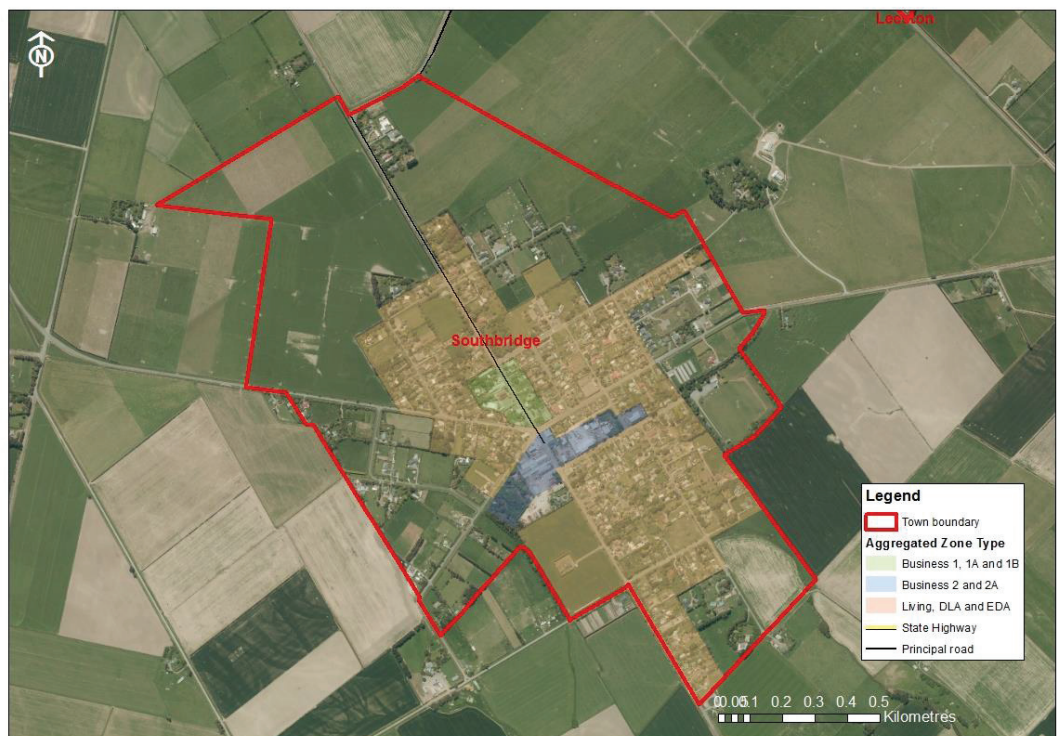 Leeston
N
Southbridge
Legend
Town boundary
Aggregated Zone Type
Business 1, 1A and 1B
Business 2 and 2A
Living, DLA and EDA
State Highway
Principal road
0 0.05 0.1 0.2 0.3 0.4 0.5
Kilometres